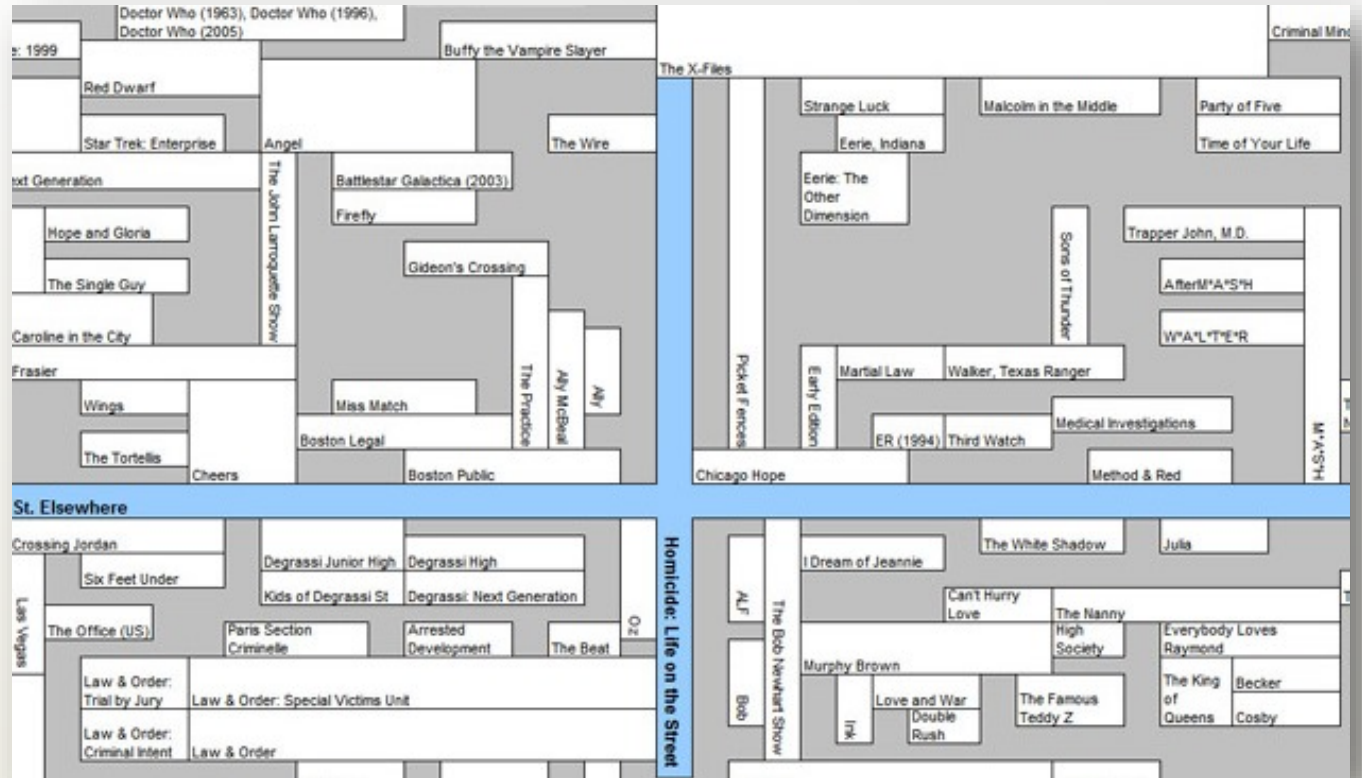 Doctor Who (1963), Doctor Who (1996),
Doctor Who (2005)
1999
Buffy the Vampire Slayer
Criminal
The X-Files
Red Dwarf
Strange Luck
Malcolm in the Middle
Party of Five
Star Trek: Enterprise
Angel
The Wire
Eerie, Indiana
Time of Your Life
Generation
The John Larroquette Show
Battlestar Galactica (2003)
Firefly
Eerie: The
Other
Dimension
Hope and Gloria
Sons of Thunder
Trapper John, M.D.
Gideon's Crossing
The Single Guy
AfterM*A*S*H
Caroline in the City
W*A*L*T*E*R
Frasier
The Practice
Ally McBeal
Ally
Picket Fences
Early Edition
Martial Law
Walker, Texas Ranger
Wings
Miss Match
Medical Investigations
M*A*S*H
Boston Legal
ER (1994)
Third Watch
The Tortellis
Cheers
Boston Public
Chicago Hope
Method & Red
St. Elsewhere
Crossing Jordan
Degrassi Junior High
Degrassi High
Homicide: Life on the Street
The White Shadow
Julia
I Dream of Jeannie
Six Feet Under
Kids of Degrassi St
Degrassi: Next Generation
ALF
The Bob Newhart Show
Can't Hurry
Love
The Nanny
Las Vegas
The Office (US)
Paris Section
Criminelle
Arrested
Development
The Beat
Oz
High
Society
Everybody Loves
Raymond
Murphy Brown
Law & Order:
Trial by Jury
Law & Order: Special Victims Unit
Bob
Ink
Love and War
Double
Rush
The Famous
Teddy Z
The King
of
Queens
Becker
Cosby
Law & Order:
Criminal Intent
Law & Order